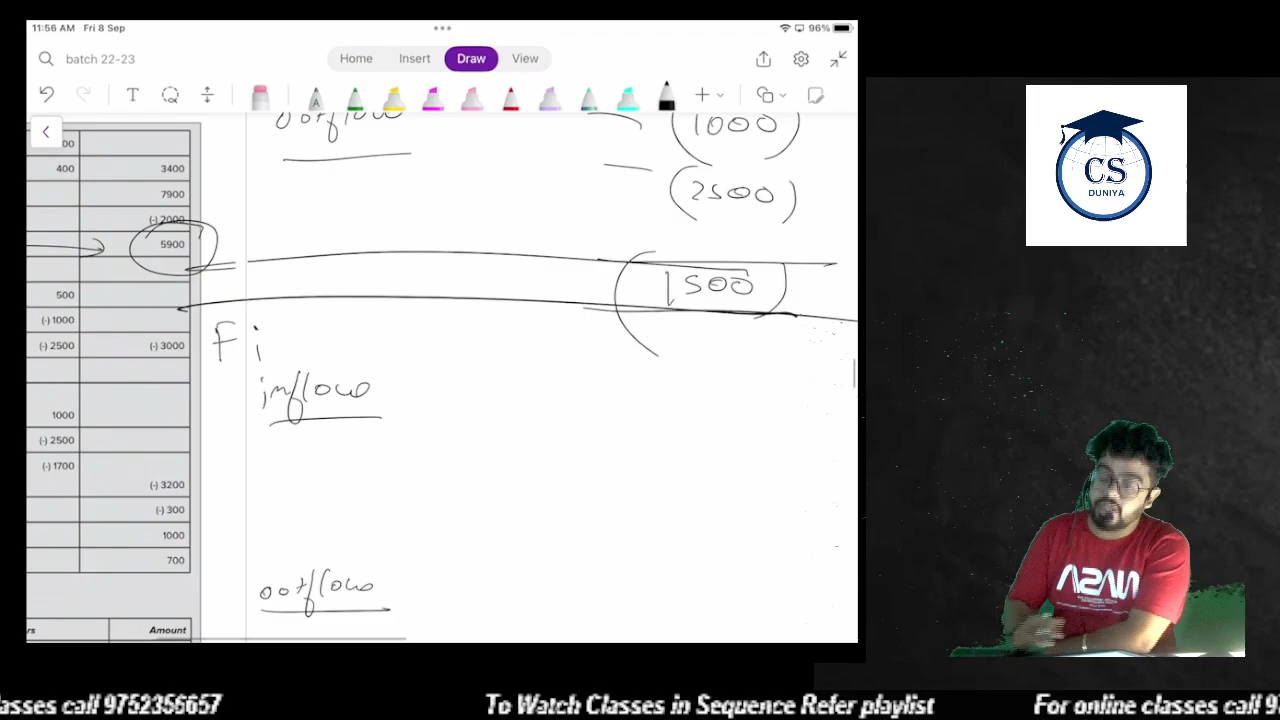 11:56 AM Fri 8 Sep
96%
batch 22-23
Home Insert Draw View
00
400 3400
7900
(-) 2000
5900
500
(-) 1000
(-) 2500 (-) 3000
1000
(-) 2500
(-) 1700
(-) 3200
(-) 300
1000
700
rs Amount
outflow
(1000)
(2500)
(1500)
Fi
inflow
outflow
CS
DUNIYA
asses call 9752356657 To Watch Classes in Sequence Refer playlist For online classes call 9